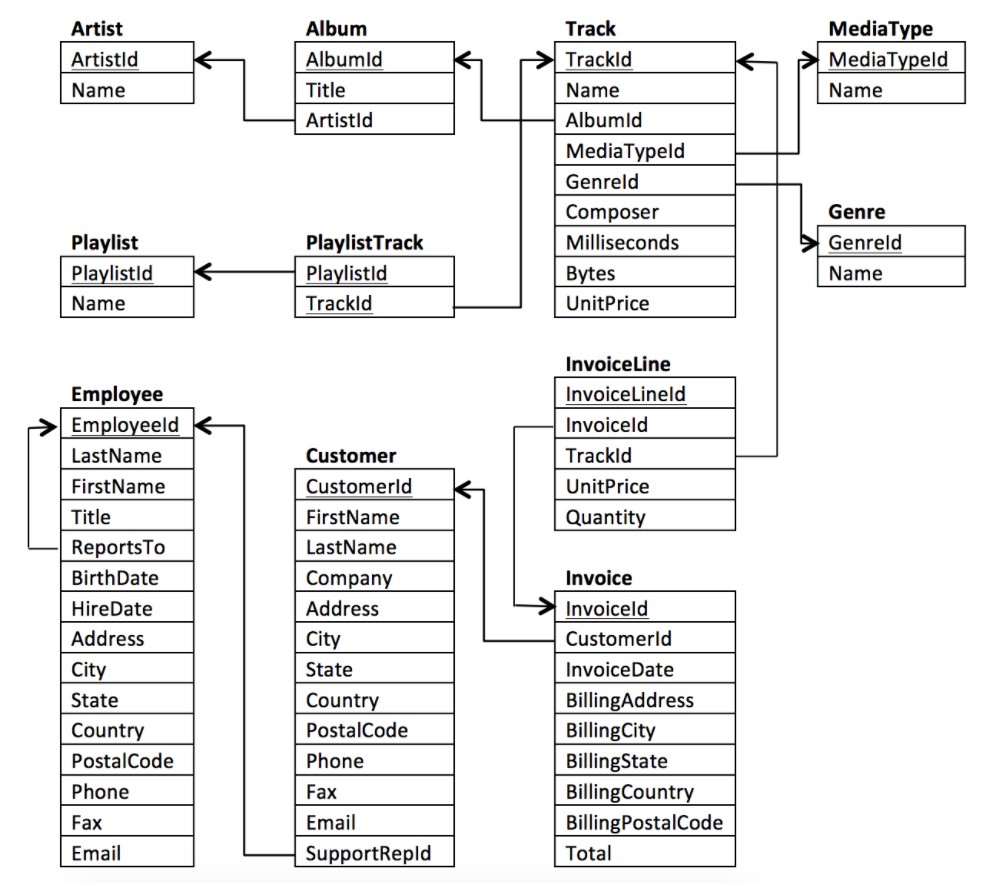 Artist
ArtistId
Name
Album
AlbumId
Title
ArtistId
Track
TrackId
Name
AlbumId
MediaTypeId
GenreId
Composer
Milliseconds
Bytes
UnitPrice
MediaType
MediaTypeId
Name
Genre
GenreId
Name
Playlist
PlaylistId
Name
PlaylistTrack
PlaylistId
TrackId
Employee
EmployeeId
LastName
FirstName
Title
ReportsTo
BirthDate
HireDate
Address
City
State
Country
PostalCode
Phone
Fax
Email
Customer
CustomerId
FirstName
LastName
Company
Address
City
State
Country
PostalCode
Phone
Fax
Email
SupportRepId
InvoiceLine
InvoiceLineId
InvoiceId
TrackId
UnitPrice
Quantity
Invoice
InvoiceId
CustomerId
InvoiceDate
BillingAddress
BillingCity
BillingState
BillingCountry
BillingPostalCode
Total